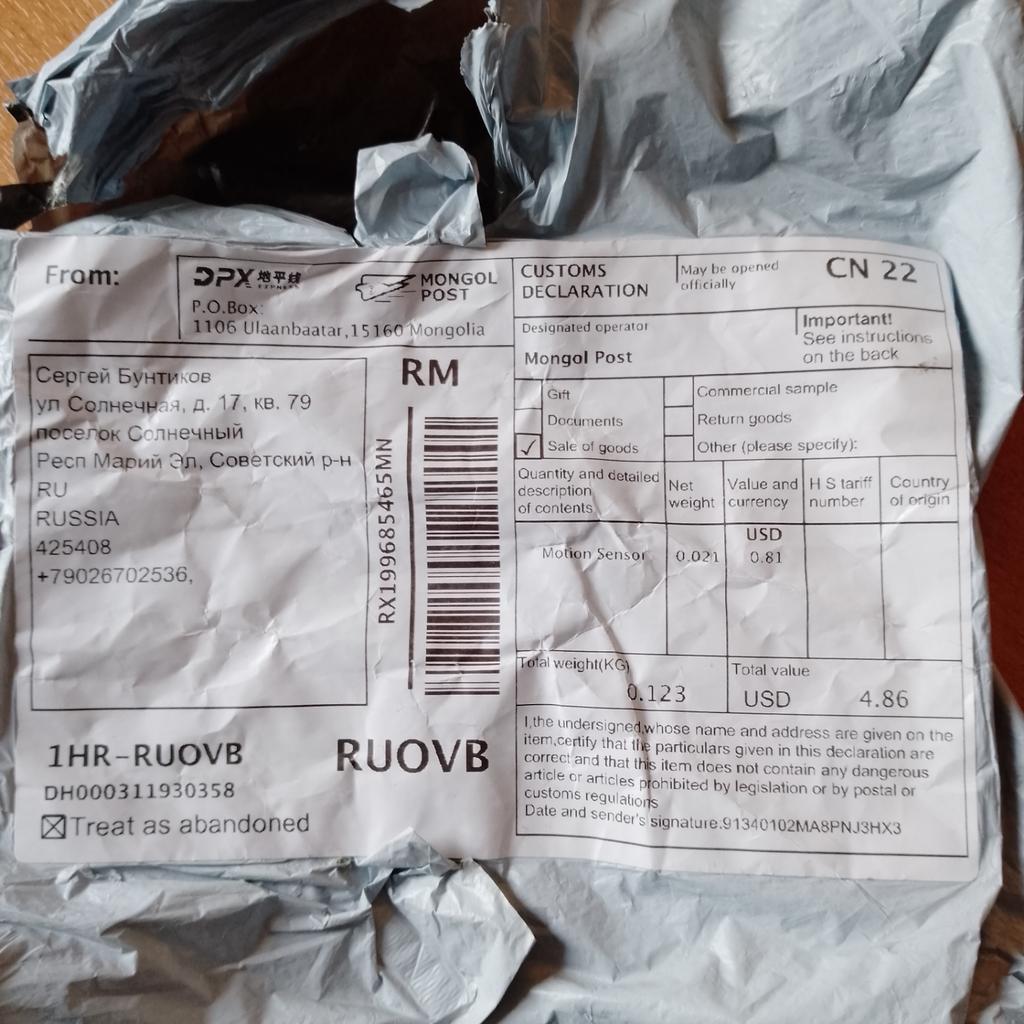 From:
DPX 地平线
EXPRESS
MONGOL
POST
P.O.Box:
1106 Ulaanbaatar,15160 Mongolia
Сергей Бунтиков
ул Солнечная, д. 17, кв. 79
поселок Солнечный
Респ Марий Эл, Советский р-н
RU
RUSSIA
425408
+79026702536,
RM
RX199685465MN
1HR-RUOVB
RUOVB
DH000311930358
Treat as abandoned
CUSTOMS
DECLARATION
May be opened
officially
CN 22
Designated operator
Mongol Post
Important!
See instructions
on the back
Gift
Commercial sample
Documents
Return goods
✓ Sale of goods
Other (please specify):
Quantity and detailed
description
of contents
Net
weight
Value and
currency
H S tariff
number
Country
of origin
USD
Motion Sensor 0.021 0.81
Total weight(KG)
0.123
Total value
USD 4.86
I,the undersigned,whose name and address are given on the
item,certify that the particulars given in this declaration are
correct and that this item does not contain any dangerous
article or articles prohibited by legislation or by postal or
customs regulations
Date and sender's signature.91340102MA8PNJ3HX3